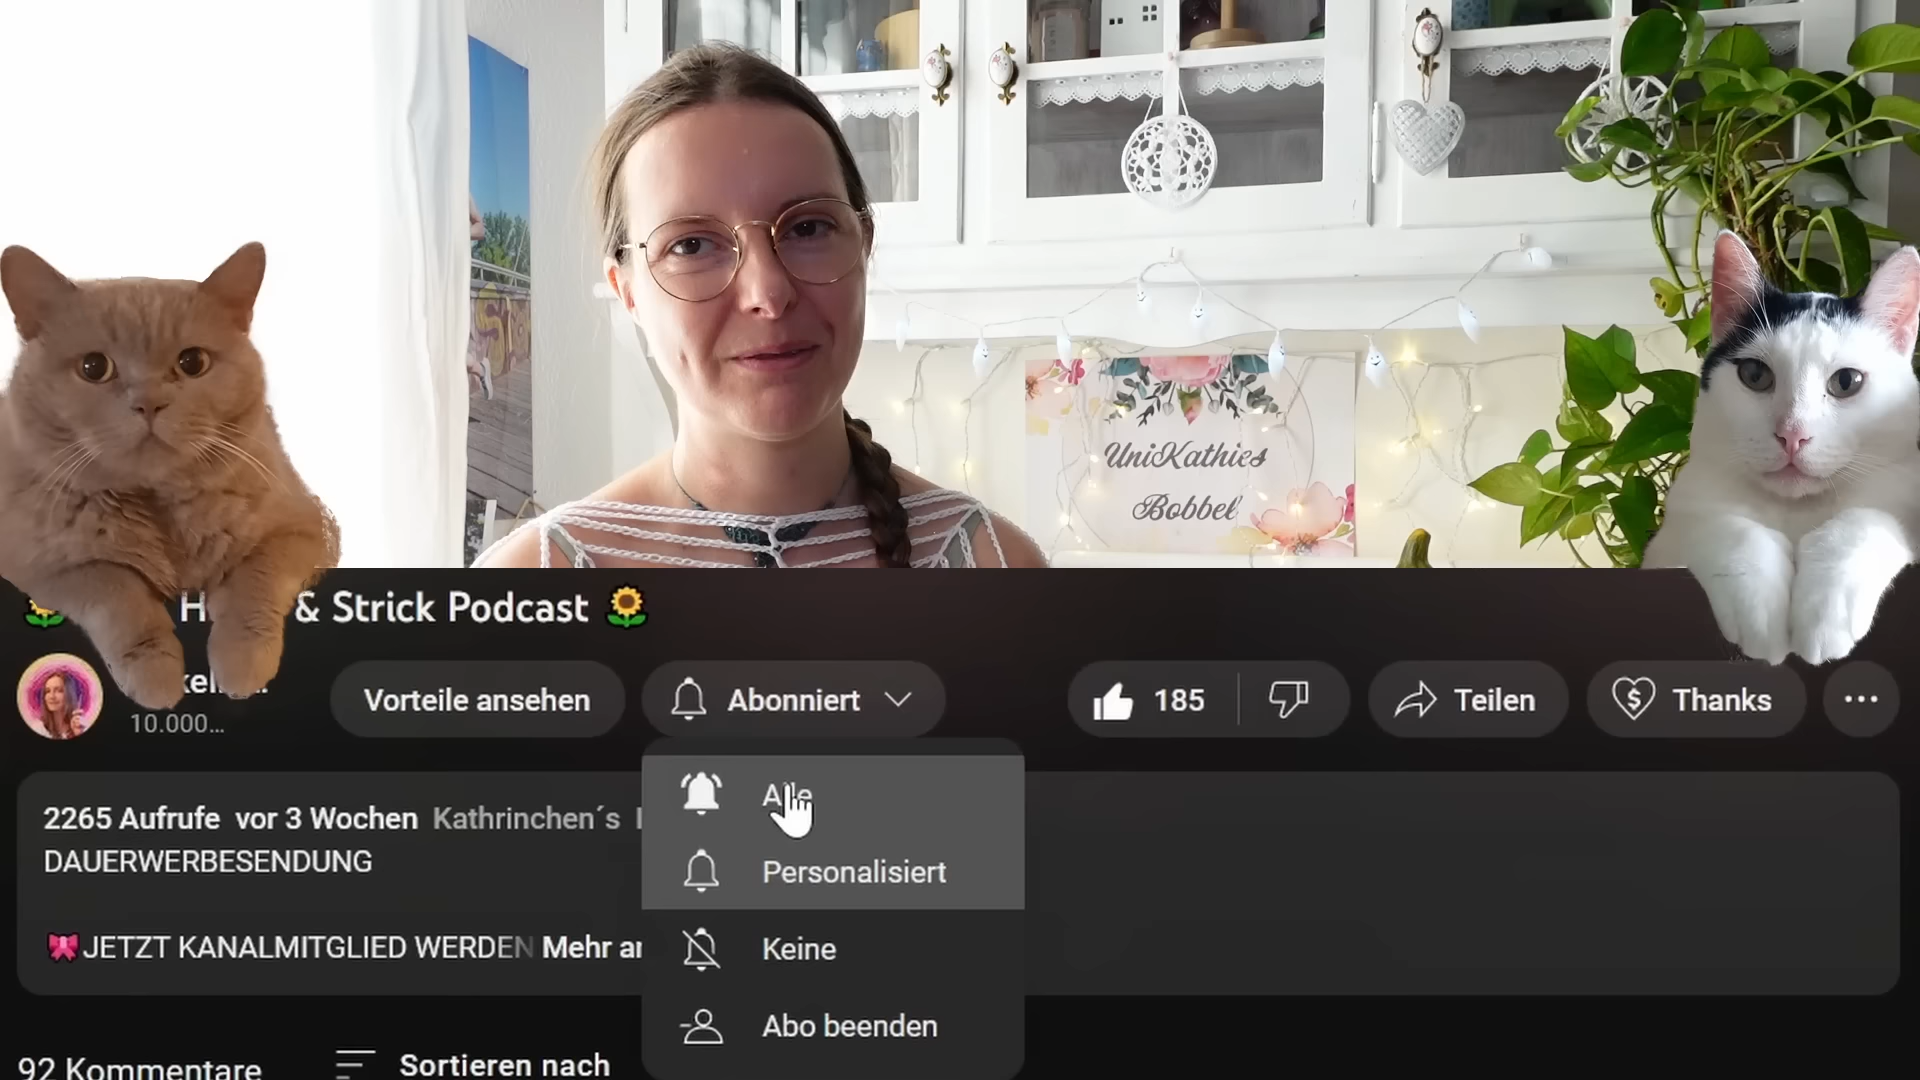 UniKathies
Bobbel
& Strick Podcast
10.000...
Vorteile ansehen
Abonniert
185
Teilen
Thanks
2265 Aufrufe vor 3 Wochen Kathrinchen´s
DAUERWERBESENDUNG
JETZT KANALMITGLIED WERDEN Mehr
Alle
Personalisiert
Keine
Abo beenden
92 Kommentare
Sortieren nach